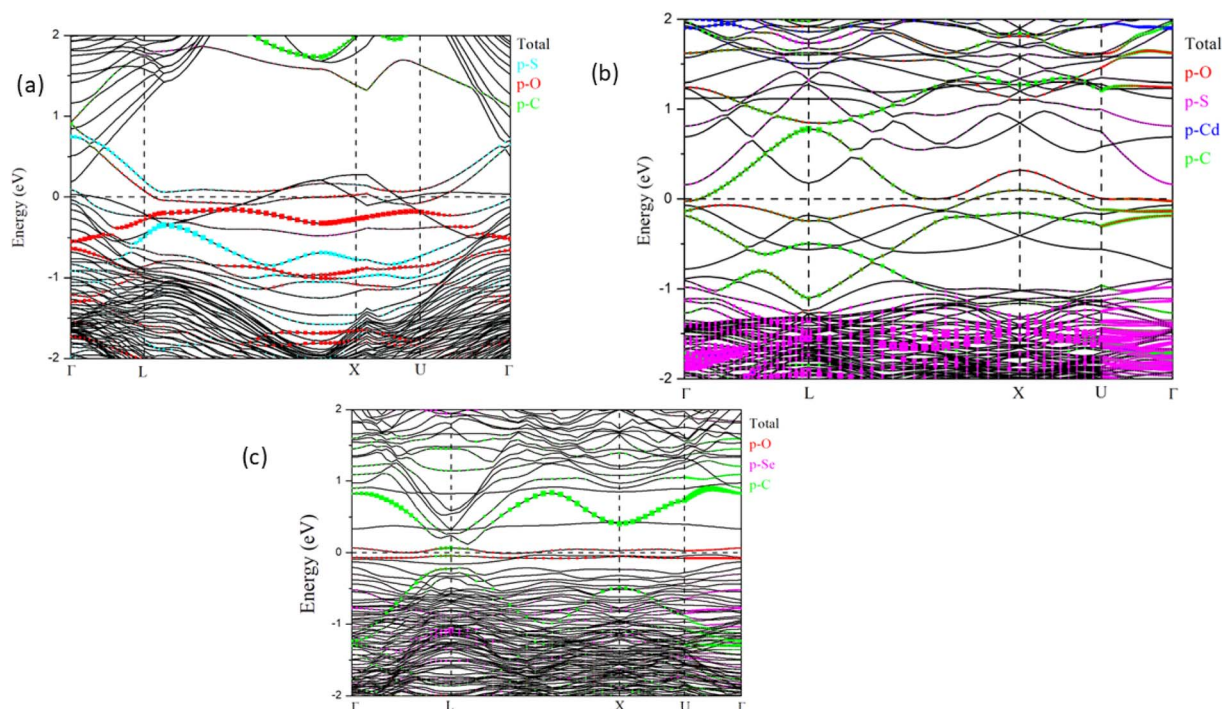 (a)
Energy (eV)
2
1
0
-1
-2
Γ L X U Γ
Total
p-S
p-O
p-C
(b)
Energy (eV)
2
1
0
-1
-2
Γ L X U Γ
Total
p-O
p-S
p-Cd
p-C
(c)
Energy (eV)
2
1
0
-1
-2
Γ L X U Γ
Total
p-O
p-Se
p-C